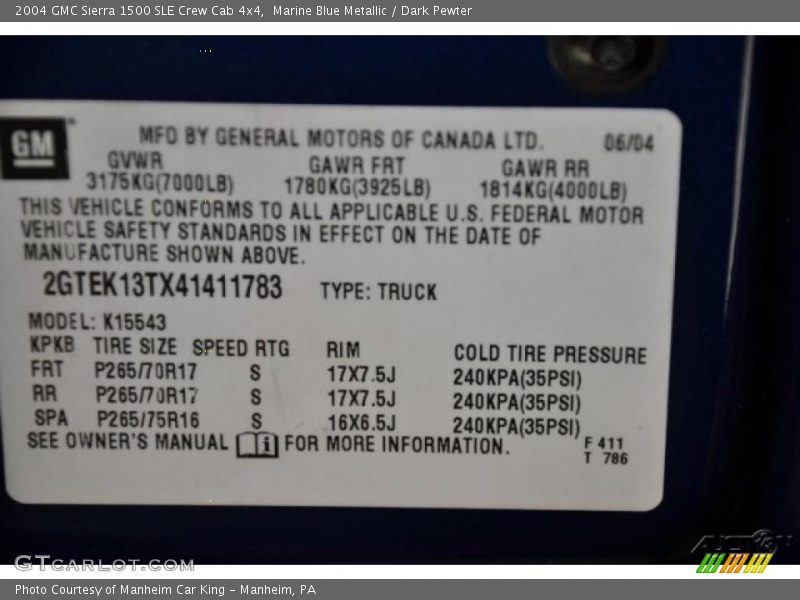 2004 GMC Sierra 1500 SLE Crew Cab 4x4, Marine Blue Metallic / Dark Pewter
GM
MFD BY GENERAL MOTORS OF CANADA LTD. 06/04
GVWR GAWR FRT GAWR RR
3175KG(7000LB) 1780KG(3925LB) 1814KG(4000LB)
THIS VEHICLE CONFORMS TO ALL APPLICABLE U.S. FEDERAL MOTOR
VEHICLE SAFETY STANDARDS IN EFFECT ON THE DATE OF
MANUFACTURE SHOWN ABOVE.
2GTEK13TX41411783 TYPE: TRUCK
MODEL: K15543
KPKB TIRE SIZE SPEED RTG RIM COLD TIRE PRESSURE
FRT P265/70R17 S 17X7.5J 240KPA(35PSI)
RR P265/70R17 S 17X7.5J 240KPA(35PSI)
SPA P265/75R16 S 16X6.5J 240KPA(35PSI)
SEE OWNER'S MANUAL i FOR MORE INFORMATION.
F 411
T 786
GTCARLOT.COM
Photo Courtesy of Manheim Car King - Manheim, PA